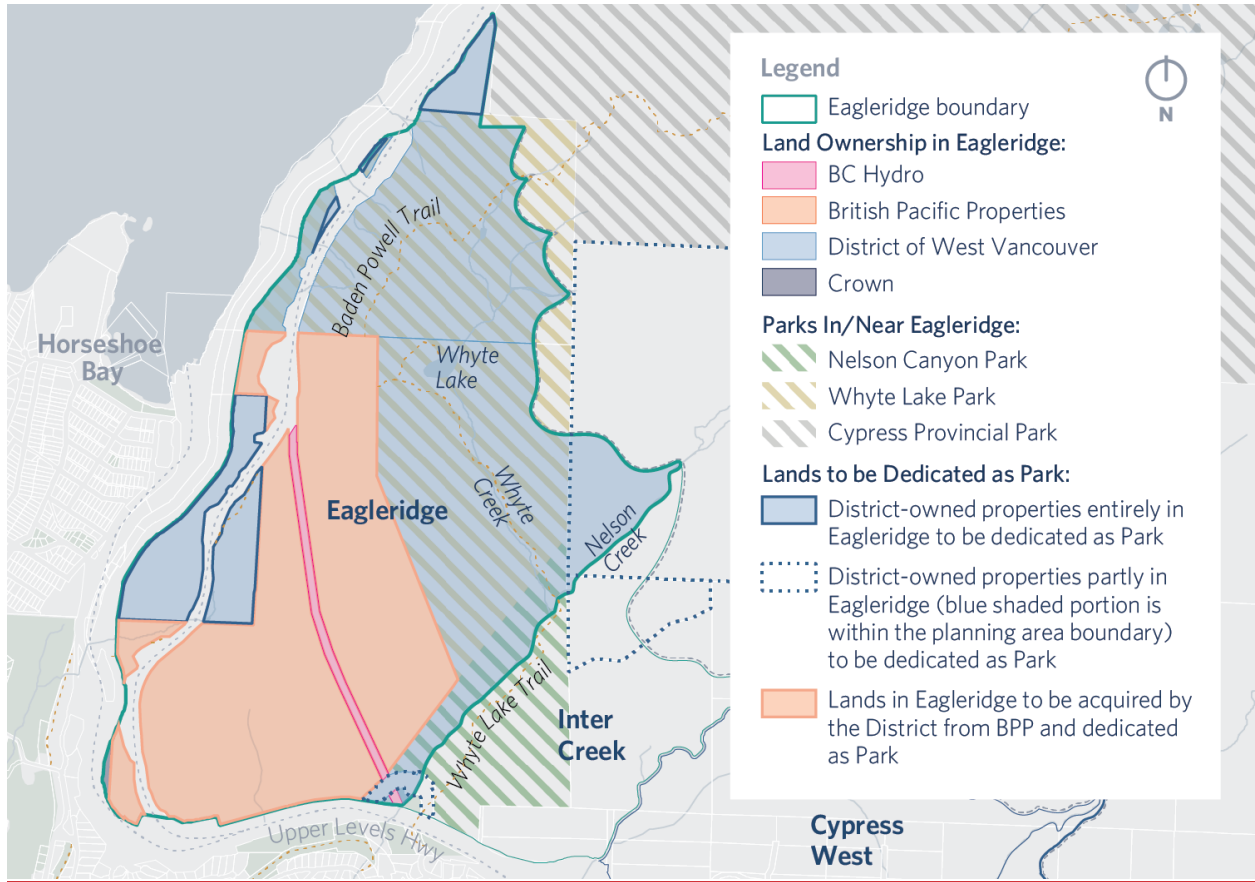 Legend
N
Eagleridge boundary
Land Ownership in Eagleridge:
BC Hydro
British Pacific Properties
District of West Vancouver
Crown
Parks In/Near Eagleridge:
Nelson Canyon Park
Whyte Lake Park
Cypress Provincial Park
Lands to be Dedicated as Park:
District-owned properties entirely in
Eagleridge to be dedicated as Park
District-owned properties partly in
Eagleridge (blue shaded portion is
within the planning area boundary)
to be dedicated as Park
Lands in Eagleridge to be acquired by
the District from BPP and dedicated
as Park
Baden Powell Trail
Horseshoe
Bay
Whyte
Lake
Eagleridge
Whyte
Creek
Nelson
Creek
Whyte Lake Trail
Inter
Creek
Upper Levels Hwy
Cypress
West